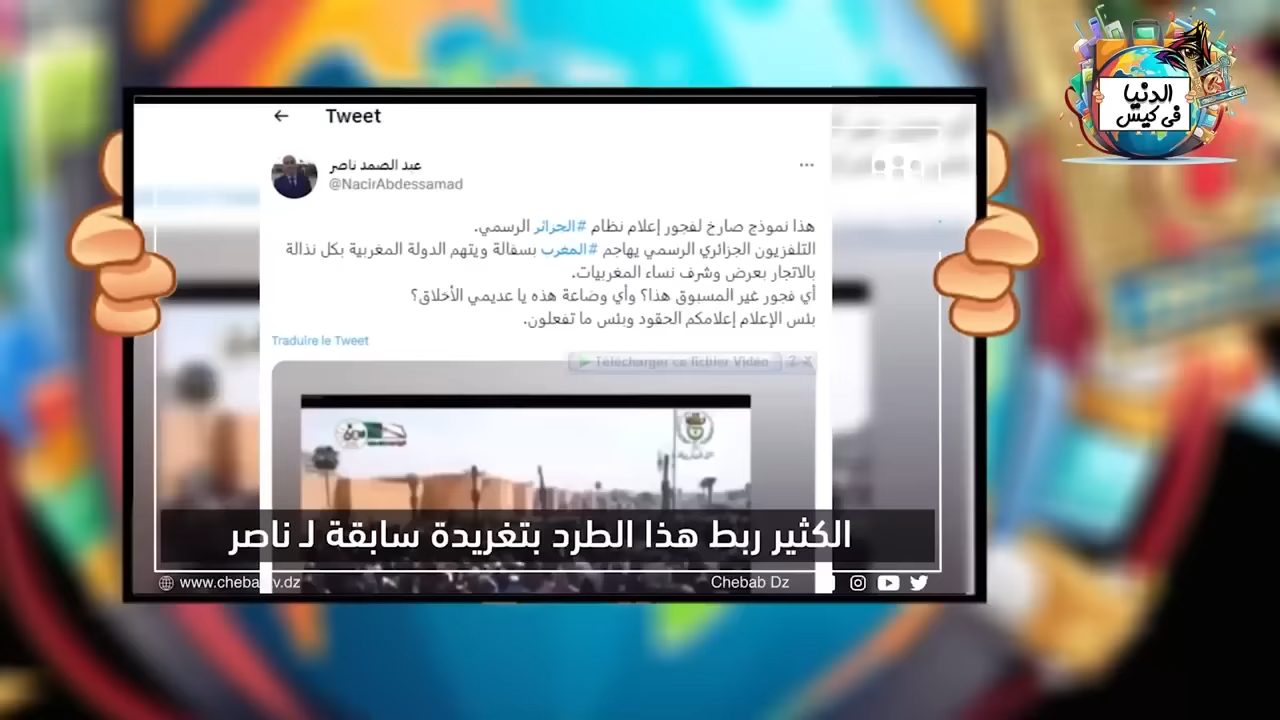 الدنيا
في كيس
Tweet
عبد الصمد ناصر
@NacirAbdessamad
هذا نموذج صارخ لفجور إعلام نظام #الجزائر الرسمي.
التلفزيون الجزائري الرسمي يهاجم #المغرب بسفالة ويتهم الدولة المغربية بكل نذالة
بالاتجار بعرض وشرف نساء المغربيات.
أي فجور غير المسبوق هذا؟ وأي وضاعة هذه يا عديمي الأخلاق؟
بئس الإعلام إعلامكم الحقود وبئس ما تفعلون.
Traduire le Tweet
Télécharger ce fichier Vidéo ? X
الكثير ربط هذا الطرد بتغريدة سابقة لـ ناصر
Chebab Dz